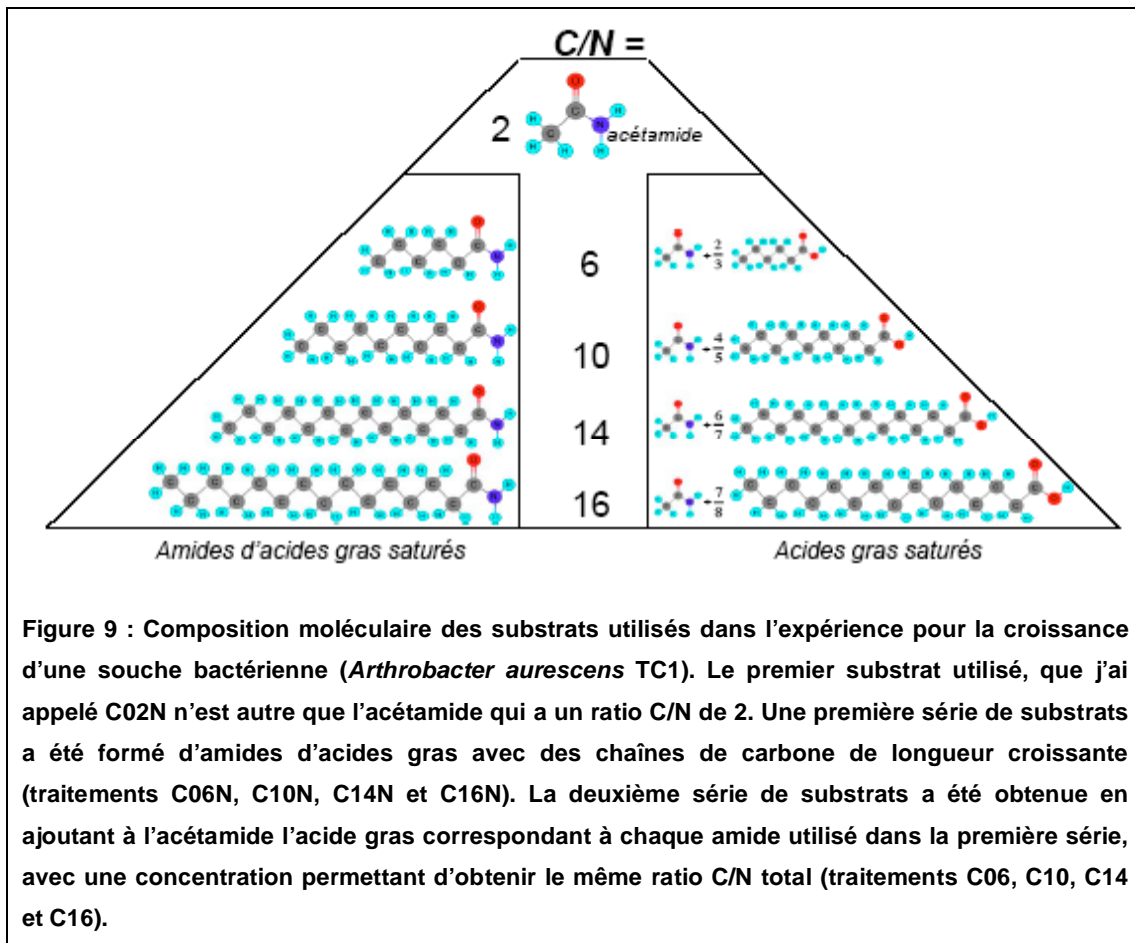 C/N =
2
acétamide
6
+ 2/3
10
+ 4/5
14
+ 6/7
16
+ 7/8
Amides d'acides gras saturés
Acides gras saturés
Figure 9 : Composition moléculaire des substrats utilisés dans l'expérience pour la croissance
d'une souche bactérienne (Arthrobacter aurescens TC1). Le premier substrat utilisé, que j'ai
appelé C02N n'est autre que l'acétamide qui a un ratio C/N de 2. Une première série de substrats
a été formé d'amides d'acides gras avec des chaînes de carbone de longueur croissante
(traitements C06N, C10N, C14N et C16N). La deuxième série de substrats a été obtenue en
ajoutant à l'acétamide l'acide gras correspondant à chaque amide utilisé dans la première série,
avec une concentration permettant d'obtenir le même ratio C/N total (traitements C06, C10, C14
et C16).